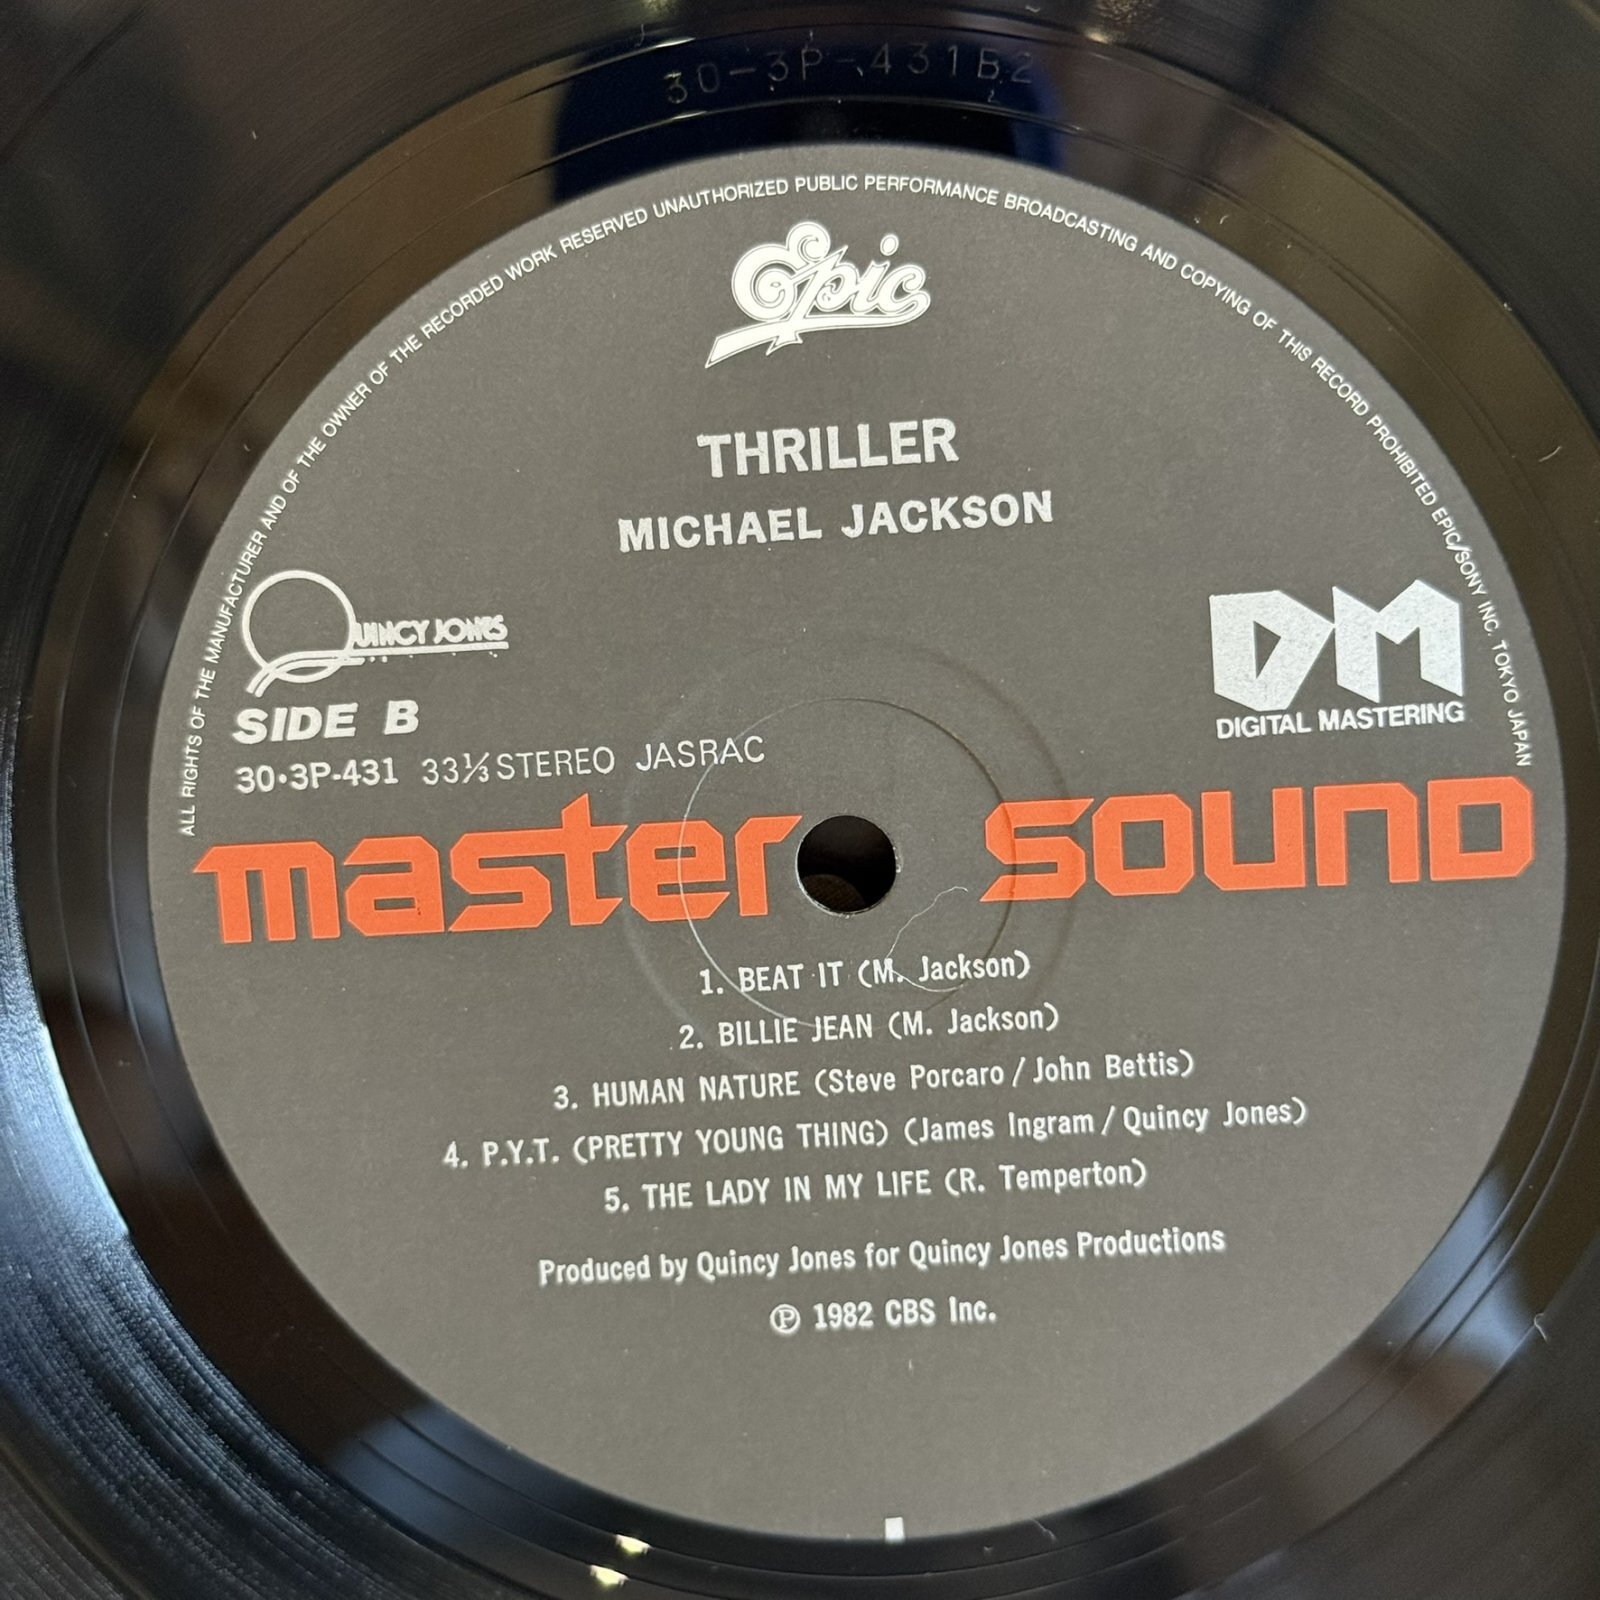 30-3P-431B2
ALL RIGHTS OF THE MANUFACTURER AND OF THE OWNER OF THE RECORDED WORK RESERVED UNAUTHORIZED PUBLIC PERFORMANCE BROADCASTING AND COPYING OF THIS RECORD PROHIBITED EPIC/SONY INC. TOKYO JAPAN
Epic
THRILLER
MICHAEL JACKSON
QUINCY JONES
DM
DIGITAL MASTERING
SIDE B
30・3P-431 33⅓ STEREO JASRAC
master sound
1. BEAT IT (M. Jackson)
2. BILLIE JEAN (M. Jackson)
3. HUMAN NATURE (Steve Porcaro / John Bettis)
4. P.Y.T. (PRETTY YOUNG THING) (James Ingram / Quincy Jones)
5. THE LADY IN MY LIFE (R. Temperton)
Produced by Quincy Jones for Quincy Jones Productions
℗ 1982 CBS Inc.